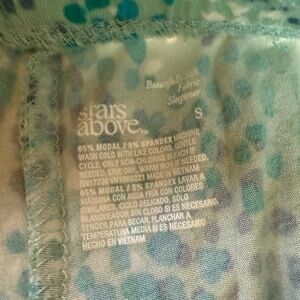 Beautifully Soft
Fabric
Sleepwear
stars
above™
S
95% MODAL / 5% SPANDEX MACHINE
WASH COLD WITH LIKE COLORS, GENTLE
CYCLE. ONLY NON-CHLORINE BLEACH IF
NEEDED. LINE DRY. WARM IRON IF NEEDED.
MADE IN VIETNAM
95% MODAL / 5% SPANDEX LAVAR A
MÁQUINA CON AGUA FRÍA CON COLORES
SIMILARES, CICLO DELICADO. SÓLO
BLANQUEADOR SIN CLORO SI ES NECESARIO.
TENDER PARA SECAR. PLANCHAR A
TEMPERATURA MEDIA SI ES NECESARIO
HECHO EN VIETNAM